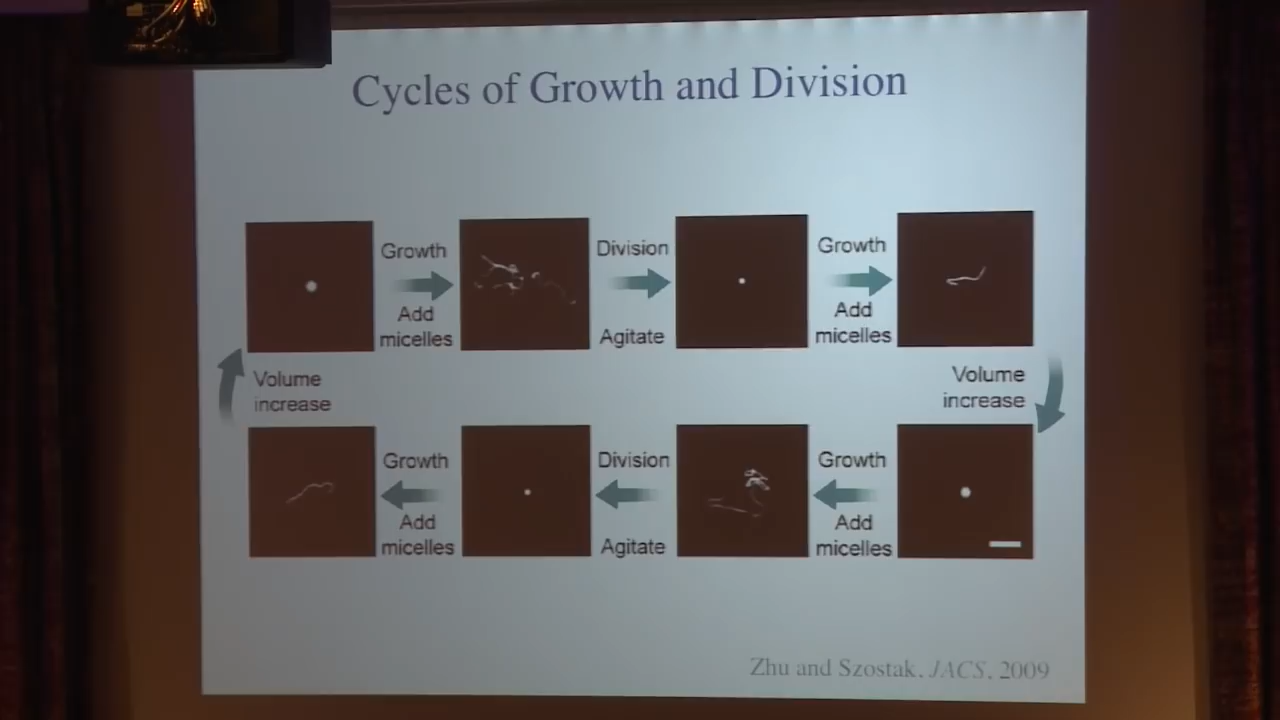 Cycles of Growth and Division
Growth
Add
micelles
Division
Agitate
Growth
Add
micelles
Volume
increase
Volume
increase
Growth
Add
micelles
Division
Agitate
Growth
Add
micelles
Zhu and Szostak, JACS, 2009